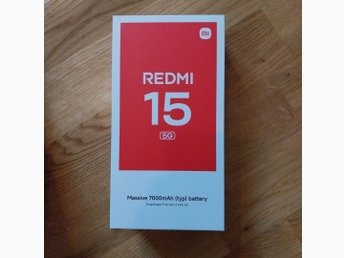 REDMI
15
5G
Massive 7000mAh (typ) battery